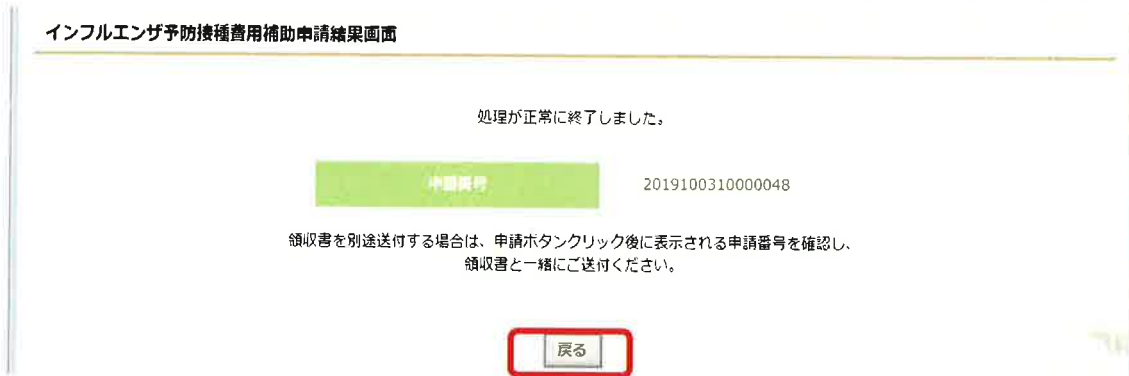 インフルエンザ予防接種費用補助申請結果画面
処理が正常に終了しました。
申請番号 2019100310000048
領収書を別途送付する場合は、申請ボタンクリック後に表示される申請番号を確認し、
領収書と一緒にご送付ください。
戻る